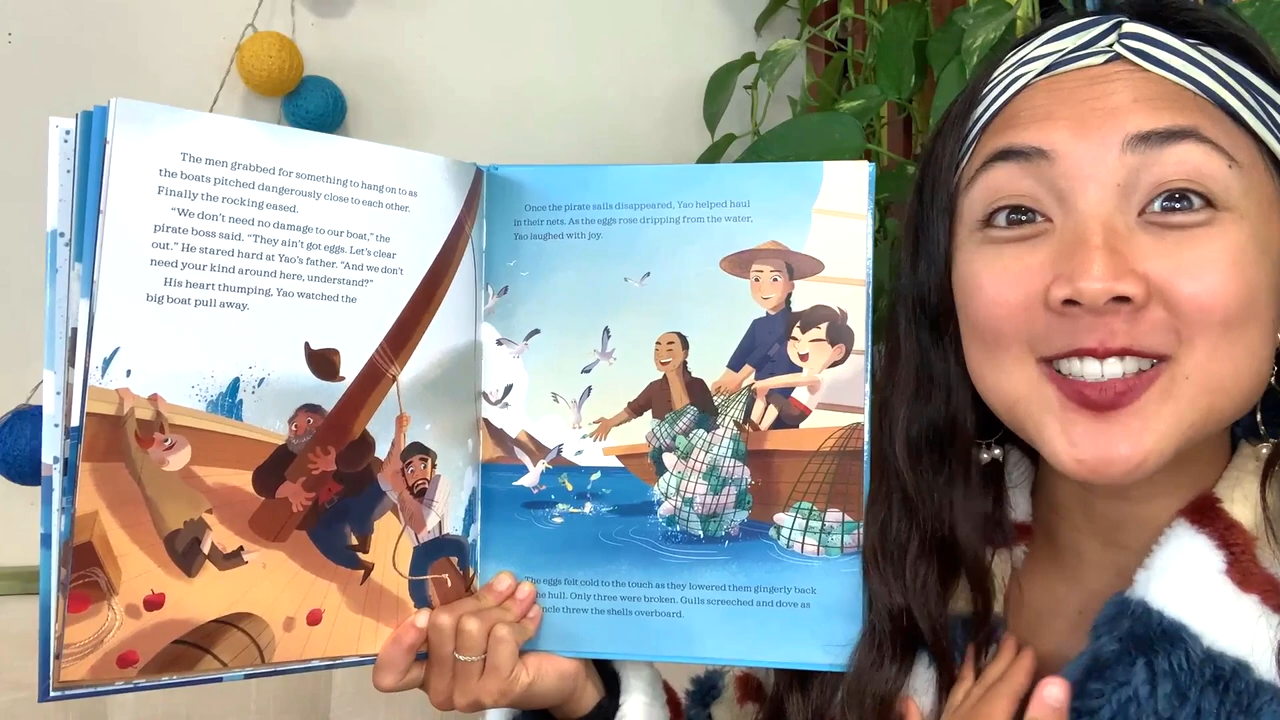 The men grabbed for something to hang on to as
the boats pitched dangerously close to each other.
Finally the rocking eased.
"We don't need no damage to our boat," the
pirate boss said. "They ain't got eggs. Let's clear
out." He stared hard at Yao's father. "And we don't
need your kind around here, understand?"
His heart thumping, Yao watched the
big boat pull away.
Once the pirate sails disappeared, Yao helped haul
in their nets. As the eggs rose dripping from the water,
Yao laughed with joy.
The eggs felt cold to the touch as they lowered them gingerly back
he hull. Only three were broken. Gulls screeched and dove as
ncle threw the shells overboard.